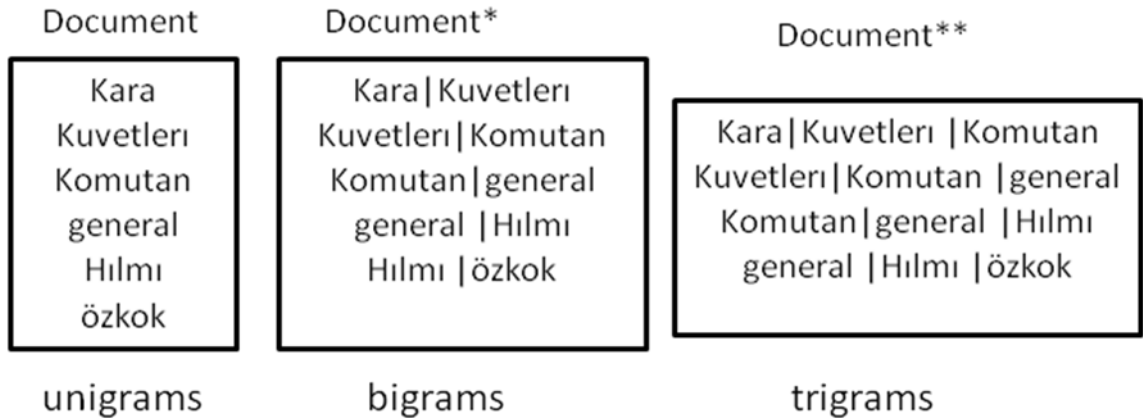 Document
Kara
Kuvetlerı
Komutan
general
Hılmı
özkok
unigrams
Document*
Kara|Kuvetlerı
Kuvetlerı|Komutan
Komutan|general
general |Hılmı
Hılmı |özkok
bigrams
Document**
Kara|Kuvetlerı |Komutan
Kuvetlerı|Komutan |general
Komutan|general |Hılmı
general |Hılmı |özkok
trigrams